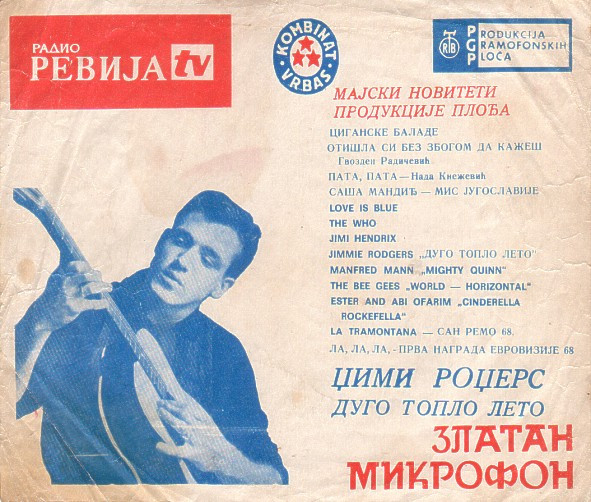 РАДИО
РЕВИЈА tv
KOMBINAT
VRBAS
PGP
RTB
PRODUKCIJA
GRAMOFONSKIH
PLOČA
МАЈСКИ НОВИТЕТИ
ПРОДУКЦИЈЕ ПЛОЂА
ЦИГАНСКЕ БАЛАДЕ
ОТИШЛА СИ БЕЗ ЗБОГОМ ДА КАЖЕШ
Гвозден Радичевић
ПАТА, ПАТА — Нада Кнежевић
САША МАНДИЋ — МИС ЈУГОСЛАВИЈЕ
LOVE IS BLUE
THE WHO
JIMI HENDRIX
JIMMIE RODGERS „ДУГО ТОПЛО ЛЕТО"
MANFRED MANN „MIGHTY QUINN"
THE BEE GEES „WORLD — HORIZONTAL"
ESTER AND ABI OFARIM „CINDERELLA
ROCKEFELLA"
LA TRAMONTANA — САН РЕМО 68.
ЛА, ЛА, ЛА, - ПРВА НАГРАДА ЕВРОВИЗИЈЕ 68
ЏИМИ РОЏЕРС
ДУГО ТОПЛО ЛЕТО
ЗЛАТАН
МИКРОФОН